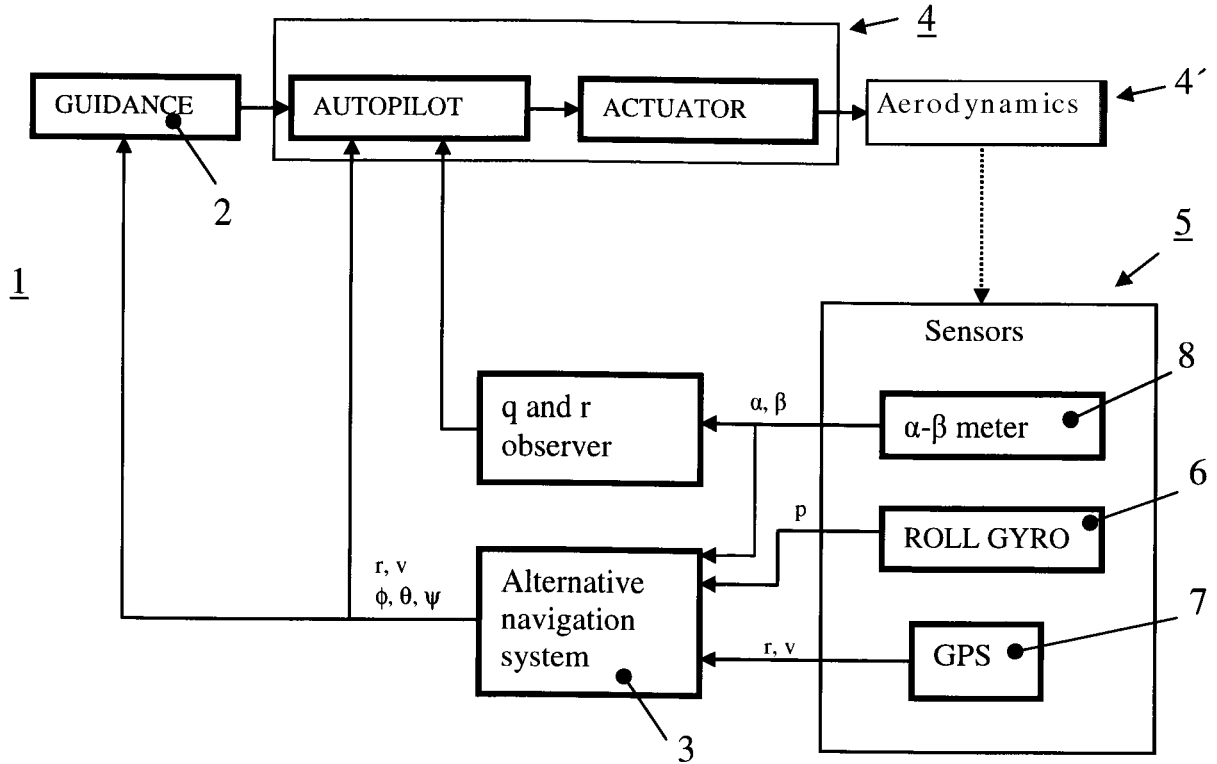 4
GUIDANCE
AUTOPILOT
ACTUATOR
Aerodynamics
4´
2
5
1
Sensors
8
q and r
observer
α, β
α-β meter
6
p
ROLL GYRO
r, v
ϕ, θ, ψ
Alternative
navigation
system
7
r, v
GPS
3